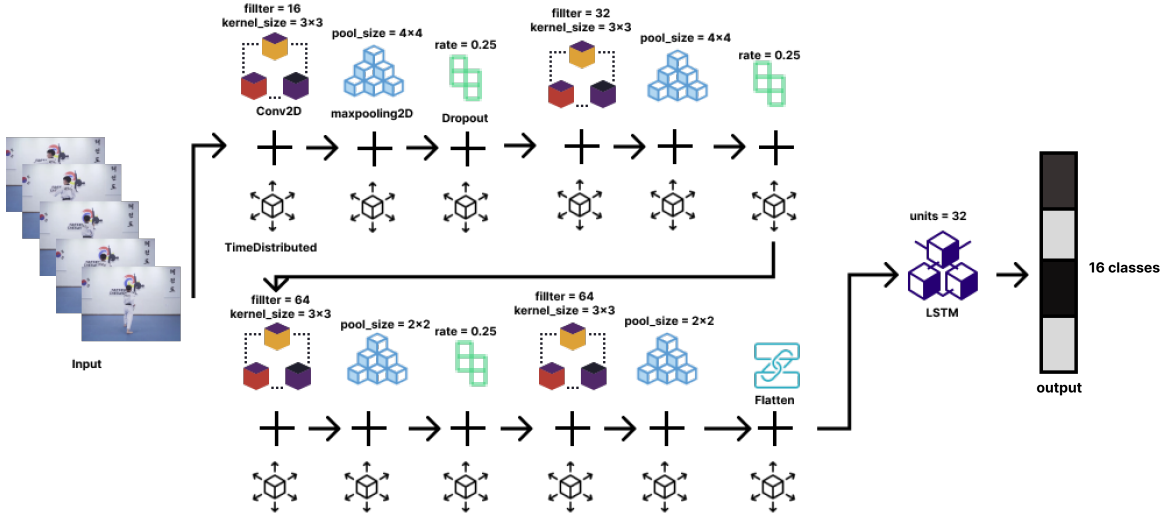 fillter = 16
kernel_size = 3×3
Conv2D
pool_size = 4×4
maxpooling2D
rate = 0.25
Dropout
fillter = 32
kernel_size = 3×3
pool_size = 4×4
rate = 0.25
TimeDistributed
Input
fillter = 64
kernel_size = 3×3
pool_size = 2×2
rate = 0.25
fillter = 64
kernel_size = 3×3
pool_size = 2×2
Flatten
units = 32
LSTM
16 classes
output